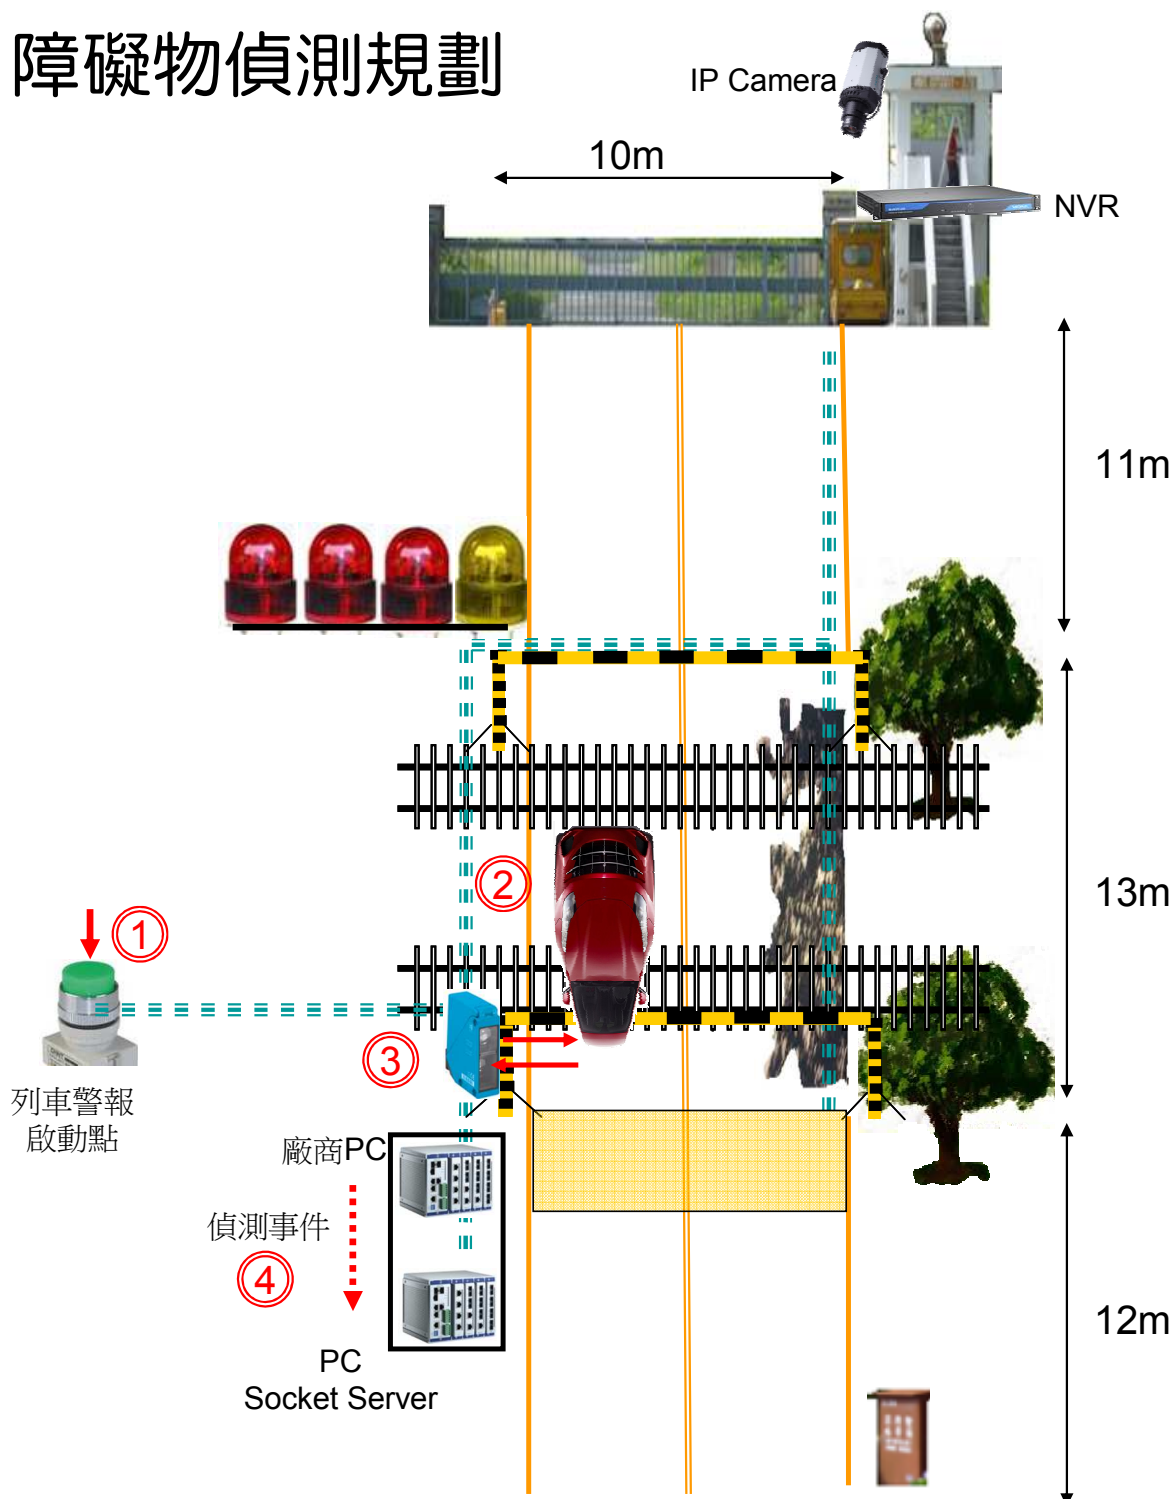 障礙物偵測規劃
IP Camera
10m
NVR
11m
②
13m
①
③
列車警報
啟動點
廠商PC
偵測事件
④
PC
Socket Server
12m